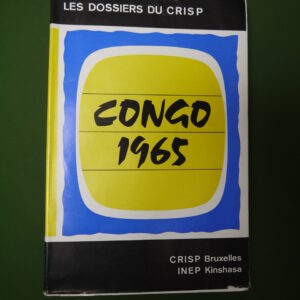 LES DOSSIERS DU CRISP
CONGO
1965
CRISP Bruxelles
INEP Kinshasa